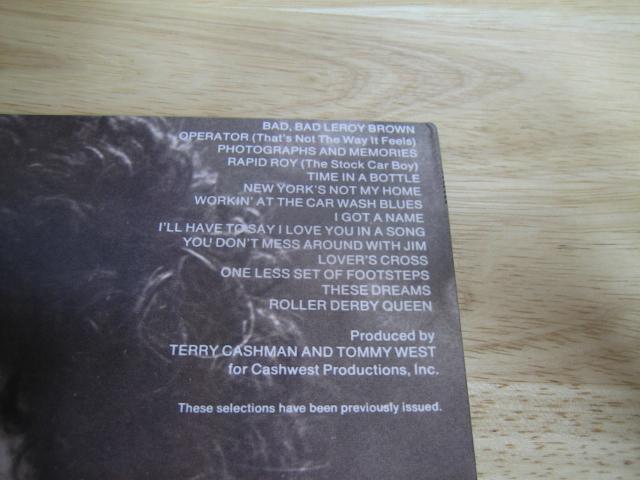 BAD, BAD LEROY BROWN
OPERATOR (That's Not The Way It Feels)
PHOTOGRAPHS AND MEMORIES
RAPID ROY (The Stock Car Boy)
TIME IN A BOTTLE
NEW YORK'S NOT MY HOME
WORKIN' AT THE CAR WASH BLUES
I GOT A NAME
I'LL HAVE TO SAY I LOVE YOU IN A SONG
YOU DON'T MESS AROUND WITH JIM
LOVER'S CROSS
ONE LESS SET OF FOOTSTEPS
THESE DREAMS
ROLLER DERBY QUEEN
Produced by
TERRY CASHMAN AND TOMMY WEST
for Cashwest Productions, Inc.
These selections have been previously issued.